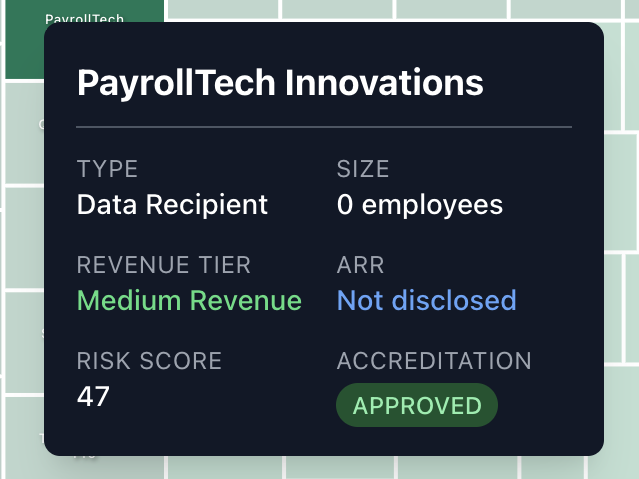 PayrollTech
PayrollTech Innovations
TYPE
Data Recipient
SIZE
0 employees
REVENUE TIER
Medium Revenue
ARR
Not disclosed
RISK SCORE
47
ACCREDITATION
APPROVED